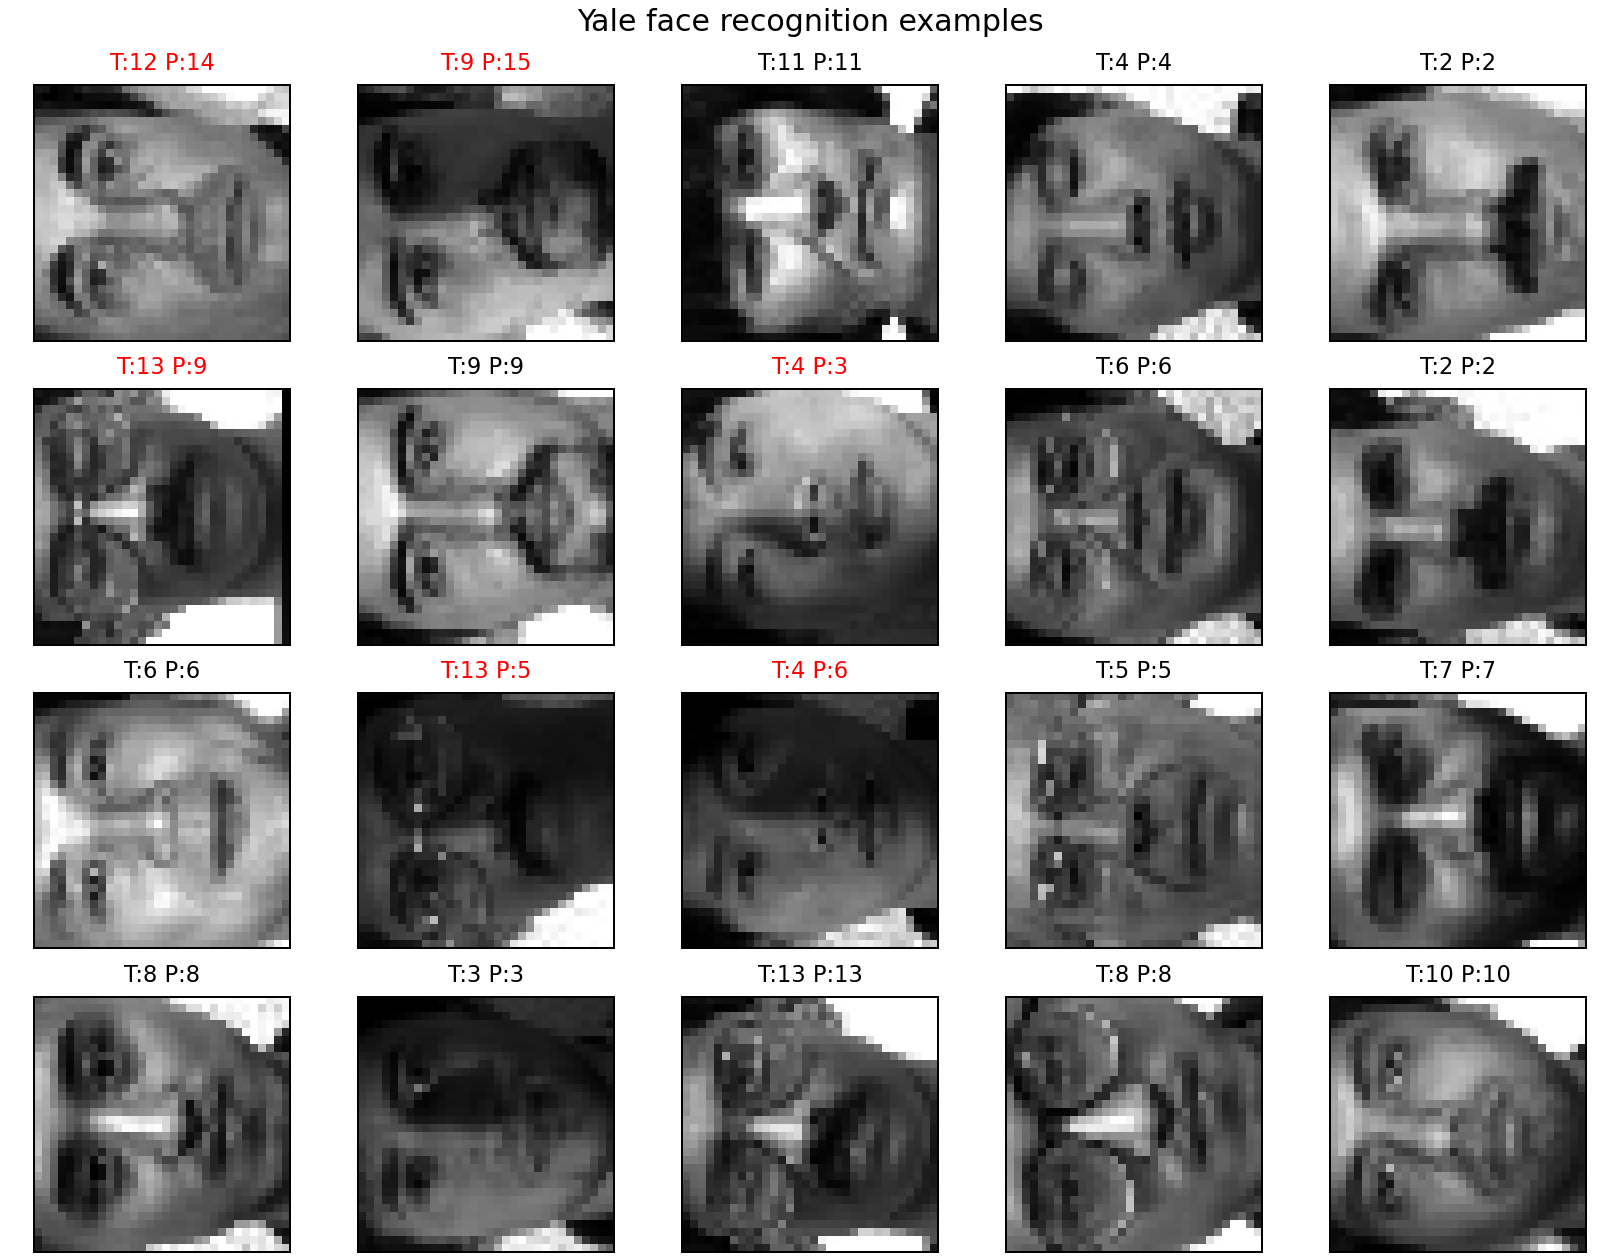 Yale face recognition examples
T:12 P:14 T:9 P:15 T:11 P:11 T:4 P:4 T:2 P:2
T:13 P:9 T:9 P:9 T:4 P:3 T:6 P:6 T:2 P:2
T:6 P:6 T:13 P:5 T:4 P:6 T:5 P:5 T:7 P:7
T:8 P:8 T:3 P:3 T:13 P:13 T:8 P:8 T:10 P:10